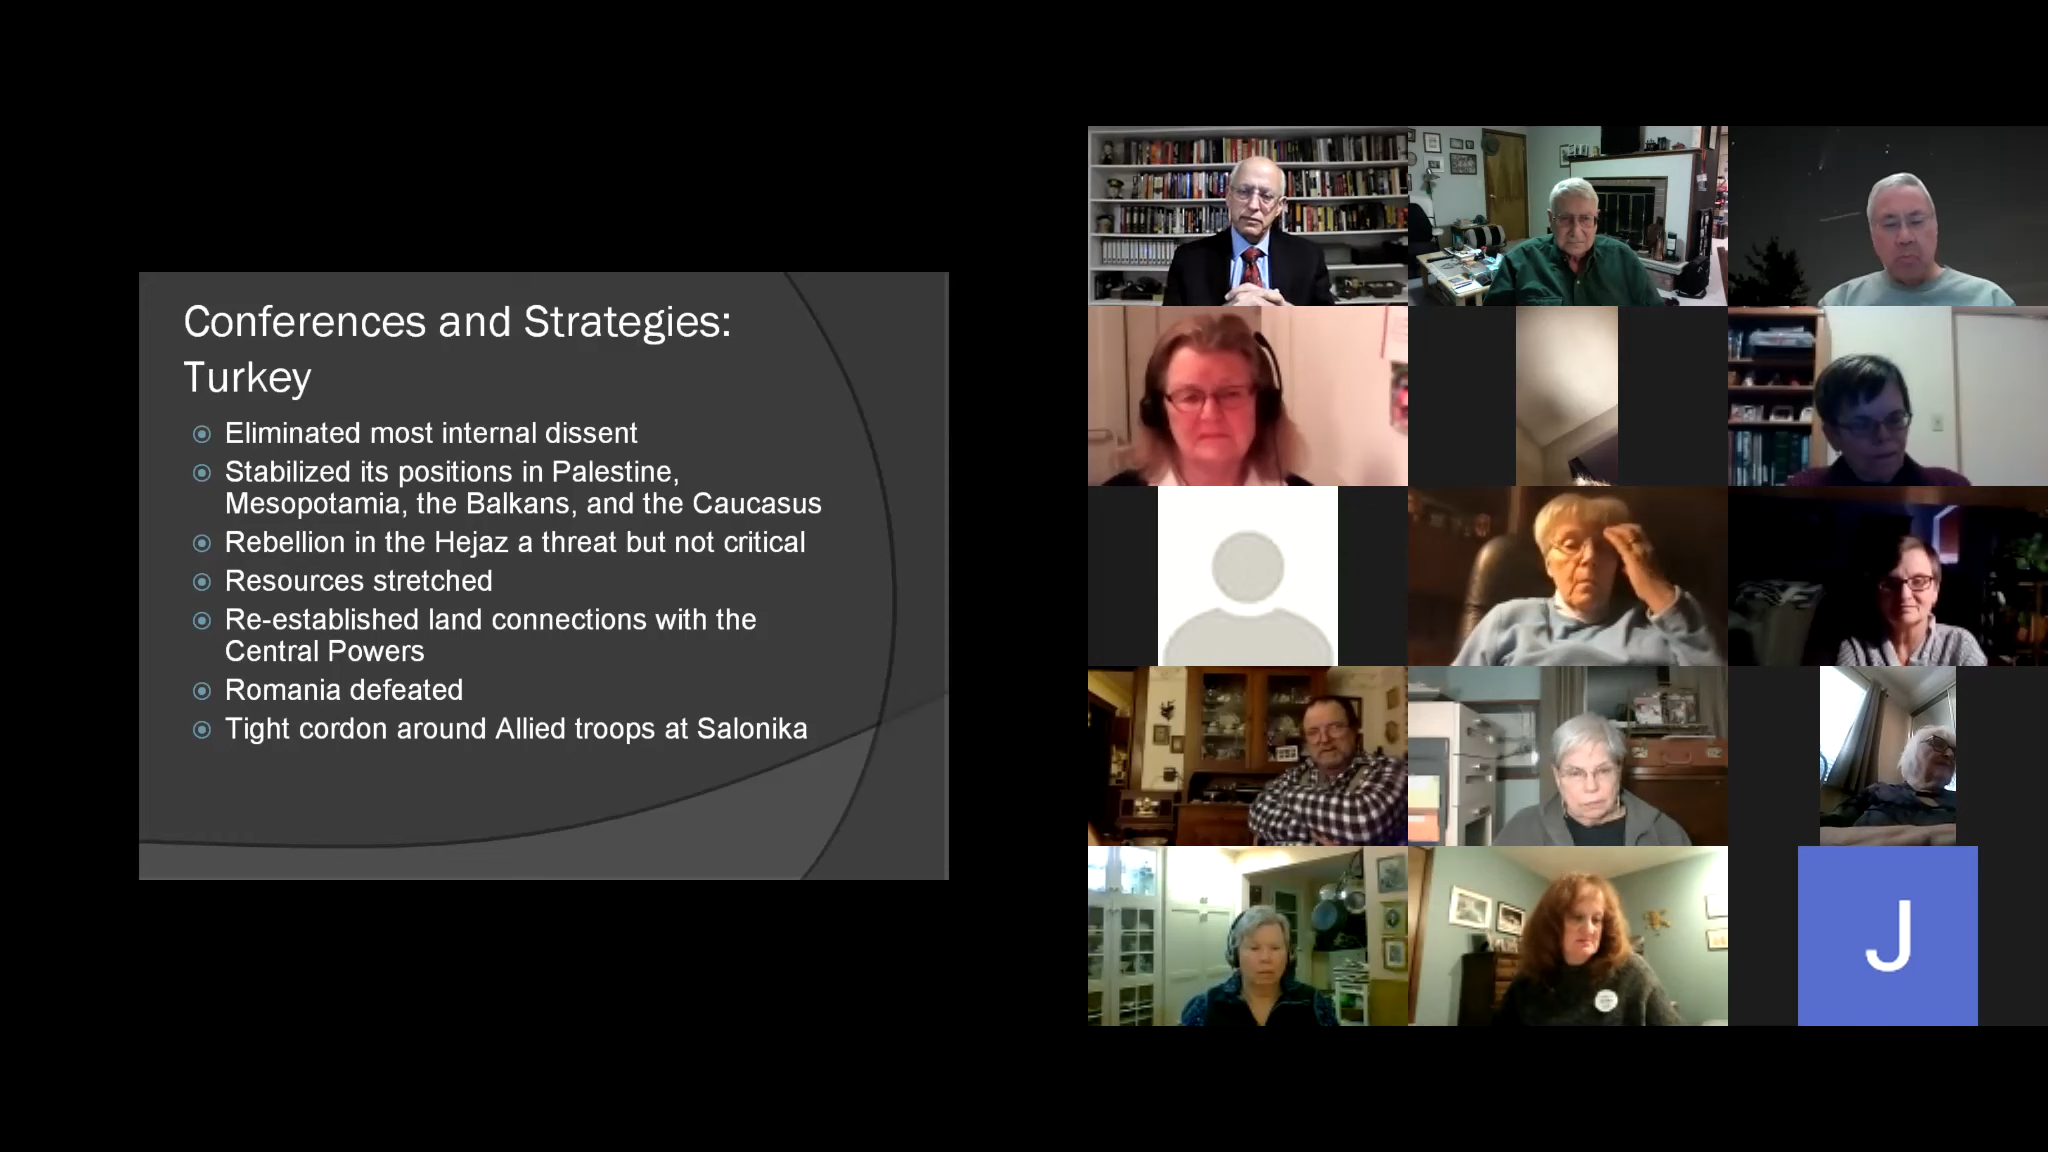 Conferences and Strategies:
Turkey
Eliminated most internal dissent
Stabilized its positions in Palestine,
Mesopotamia, the Balkans, and the Caucasus
Rebellion in the Hejaz a threat but not critical
Resources stretched
Re-established land connections with the
Central Powers
Romania defeated
Tight cordon around Allied troops at Salonika
J